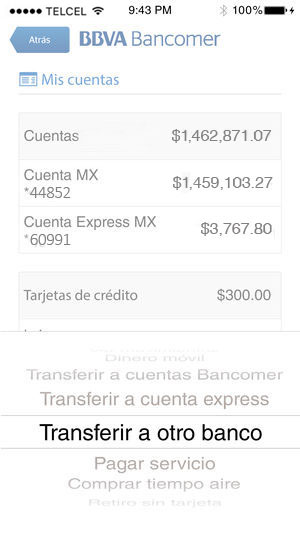 TELCEL 9:43 PM 100%
Atrás BBVA Bancomer
Mis cuentas
Cuentas $1,462,871.07
Cuenta MX
*44852 $1,459,103.27
Cuenta Express MX
*60991 $3,767.80
Tarjetas de crédito $300.00
Dinero móvil
Transferir a cuentas Bancomer
Transferir a cuenta express
Transferir a otro banco
Pagar servicio
Comprar tiempo aire
Retiro sin tarjeta